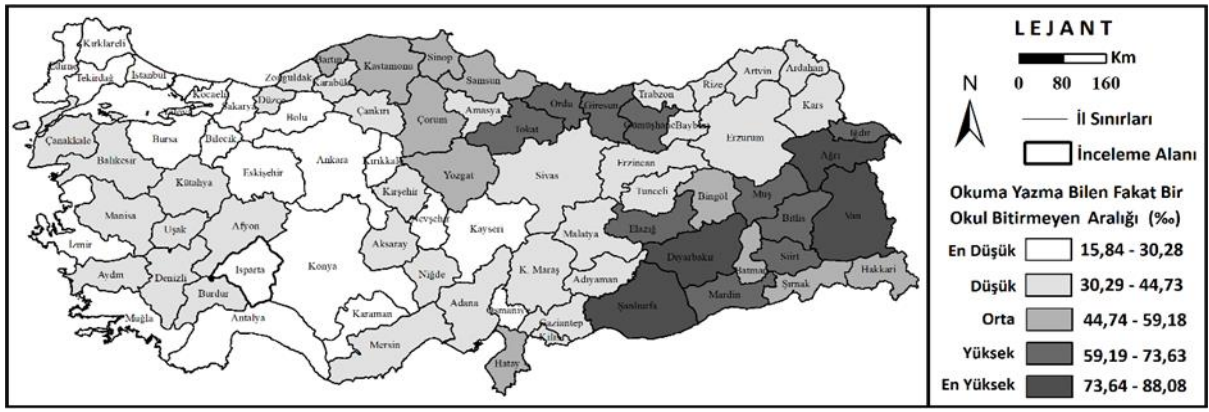 Kırklareli
Edirne
Tekirdağ
İstanbul
Kocaeli
Sakarya
Düzce
Zonguldak
Bartın
Karabük
Kastamonu
Sinop
Samsun
Bolu
Çankırı
Çorum
Amasya
Tokat
Ordu
Giresun
Gümüşhane
Trabzon
Bayburt
Rize
Artvin
Ardahan
Kars
Erzurum
Iğdır
Ağrı
Çanakkale
Balıkesir
Bursa
Bilecik
Eskişehir
Ankara
Kırıkkale
Yozgat
Sivas
Erzincan
Tunceli
Bingöl
Muş
Bitlis
Van
Kütahya
Manisa
Uşak
Afyon
Kırşehir
Nevşehir
Kayseri
Malatya
Elazığ
İzmir
Aydın
Denizli
Isparta
Burdur
Konya
Aksaray
Niğde
K. Maraş
Adıyaman
Diyarbakır
Batman
Siirt
Şırnak
Hakkari
Muğla
Antalya
Karaman
Mersin
Adana
Osmaniye
Gaziantep
Kilis
Hatay
Şanlıurfa
Mardin
LEJANT
Km
0 80 160
N
İl Sınırları
İnceleme Alanı
Okuma Yazma Bilen Fakat Bir
Okul Bitirmeyen Aralığı (‰)
En Düşük 15,84 - 30,28
Düşük 30,29 - 44,73
Orta 44,74 - 59,18
Yüksek 59,19 - 73,63
En Yüksek 73,64 - 88,08